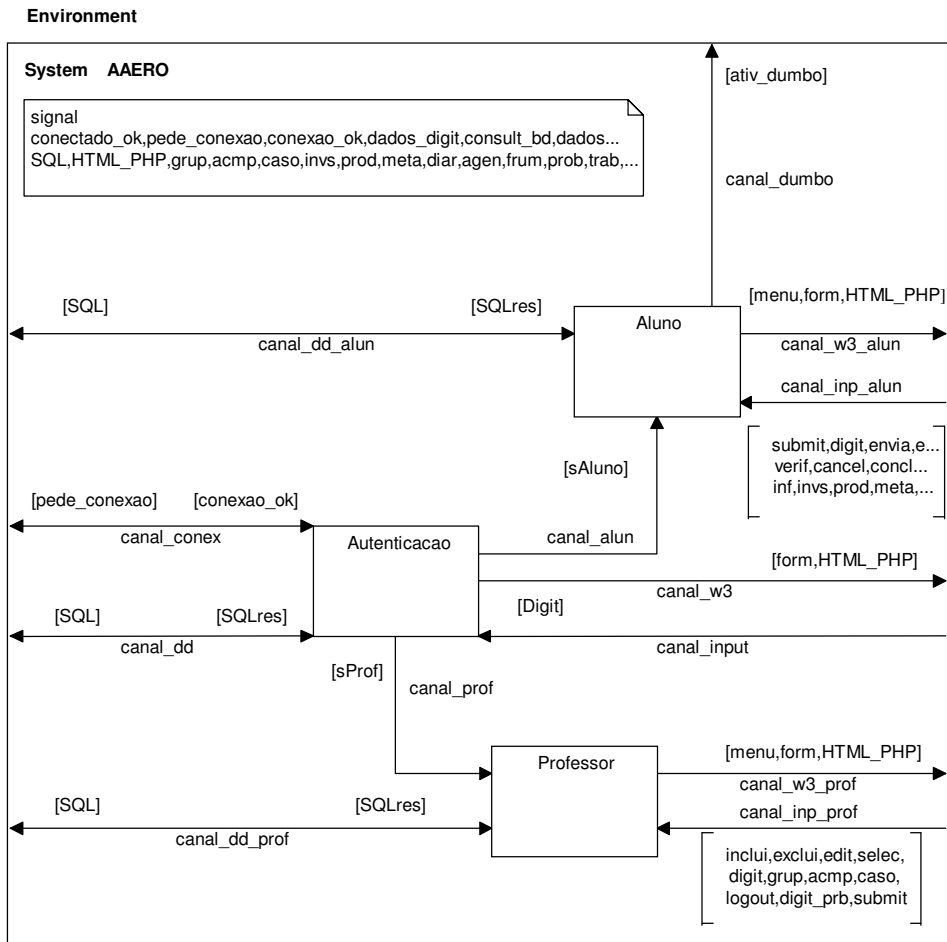 Environment
System AAERO
signal
conectado_ok,pede_conexao,conexao_ok,dados_digit,consult_bd,dados...
SQL,HTML_PHP,grup,acmp,caso,invs,prod,meta,diar,agen,frum,prob,trab,...
[ativ_dumbo]
canal_dumbo
[SQL]
[SQLres]
canal_dd_alun
Aluno
[menu,form,HTML_PHP]
canal_w3_alun
canal_inp_alun
submit,digit,envia,e...
verif,cancel,concl...
inf,invs,prod,meta,...
[sAluno]
canal_alun
[pede_conexao]
[conexao_ok]
canal_conex
Autenticacao
[form,HTML_PHP]
canal_w3
[SQL]
[SQLres]
canal_dd
[Digit]
canal_input
[sProf]
canal_prof
Professor
[menu,form,HTML_PHP]
canal_w3_prof
canal_inp_prof
[SQL]
[SQLres]
canal_dd_prof
inclui,exclui,edit,selec,
digit,grup,acmp,caso,
logout,digit_prb,submit